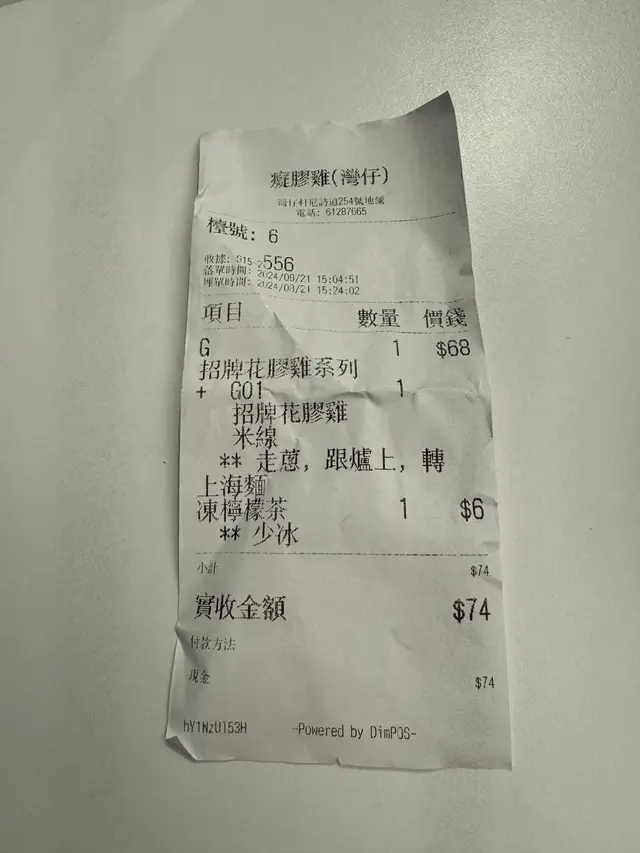 癡膠雞(灣仔)
灣仔軒尼詩道254號地舖
電話: 61287665
檯號: 6
收據: 915-2556
落單時間: 2024/08/21 15:04:51
埋單時間: 2024/08/21 15:24:02
項目 數量 價錢
G 1 $68
招牌花膠雞系列
+ G01 1
招牌花膠雞
米線
** 走蔥, 跟爐上, 轉
上海麵
凍檸檬茶 1 $6
** 少冰
小計 $74
實收金額 $74
付款方法
現金 $74
hY1NzUl53H -Powered by DimPOS-